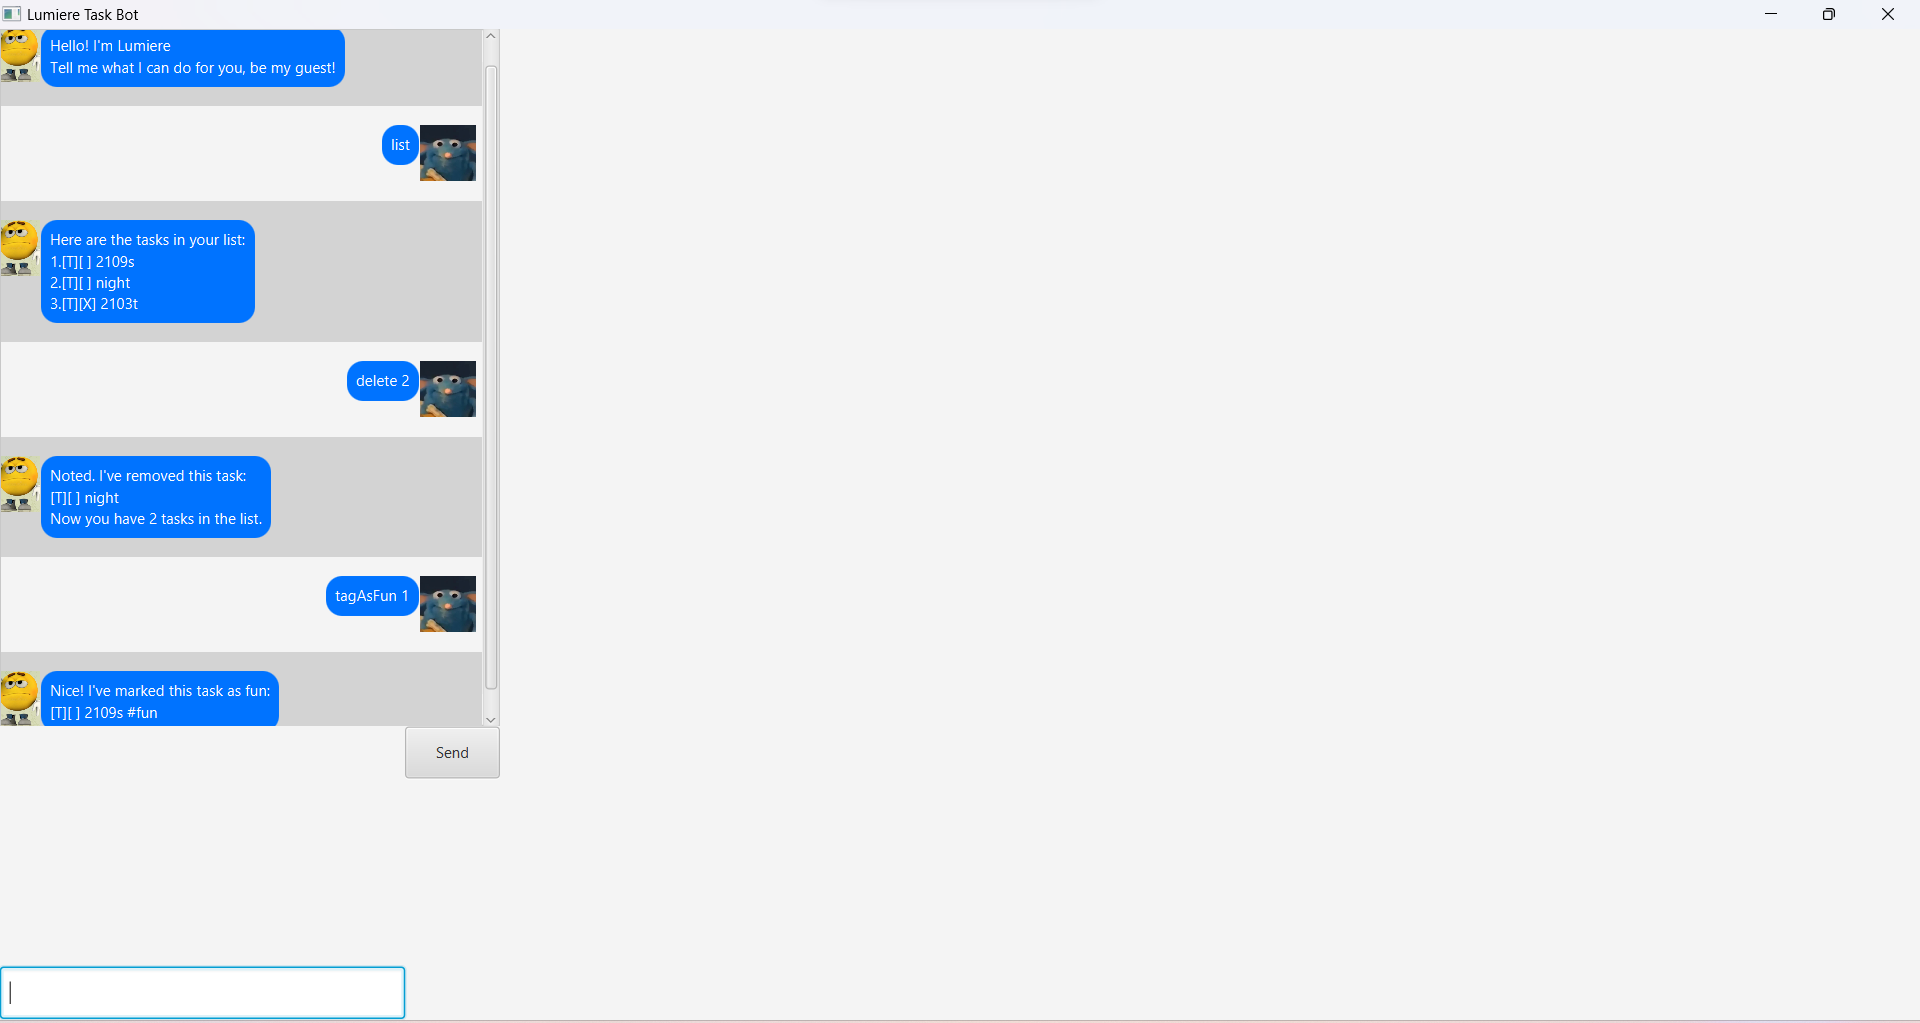 Lumiere Task Bot
Hello! I'm Lumiere
Tell me what I can do for you, be my guest!
list
Here are the tasks in your list:
1.[T][ ] 2109s
2.[T][ ] night
3.[T][X] 2103t
delete 2
Noted. I've removed this task:
[T][ ] night
Now you have 2 tasks in the list.
tagAsFun 1
Nice! I've marked this task as fun:
[T][ ] 2109s #fun
Send